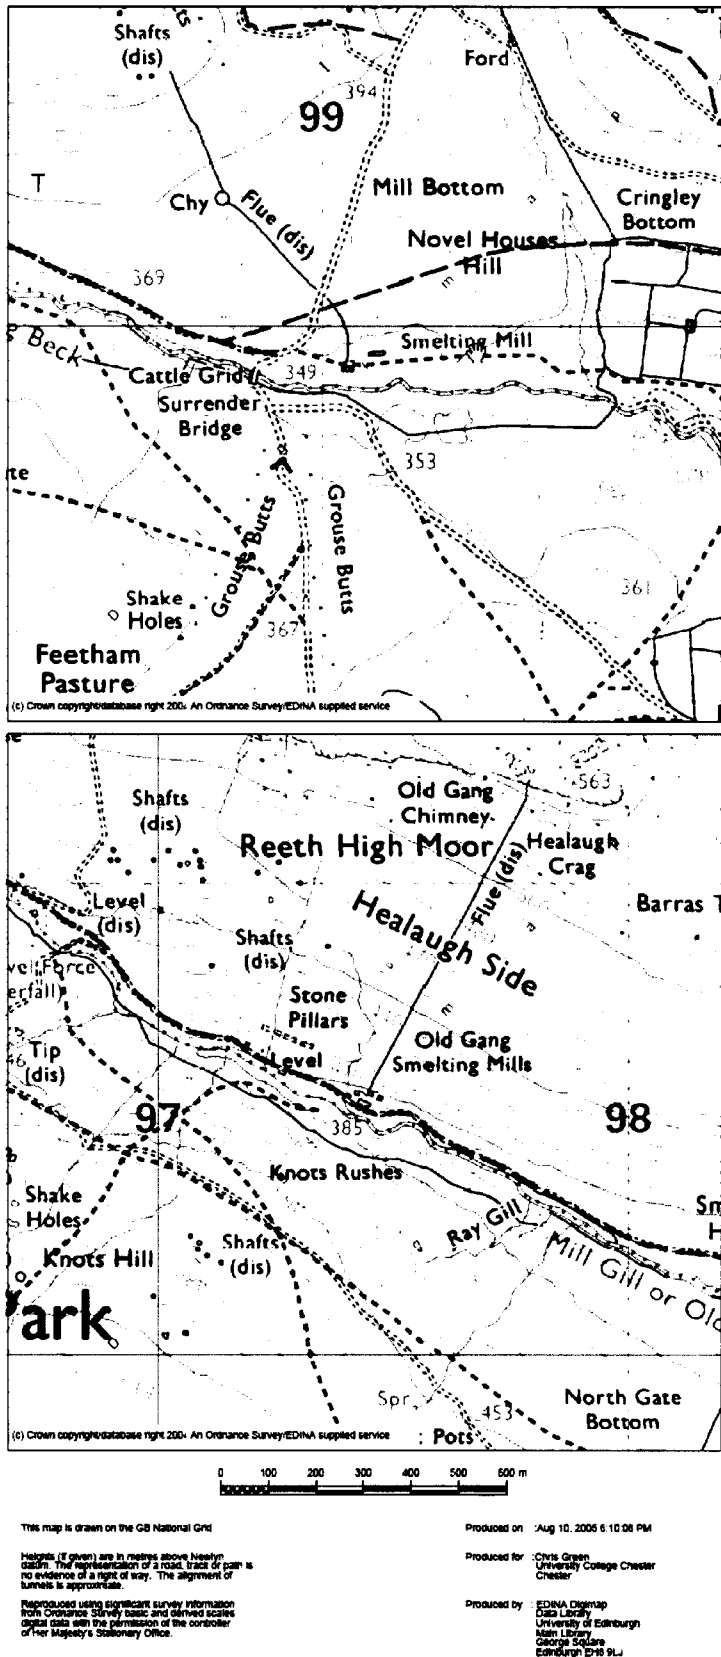 Shafts
(dis)
394
99
Ford
T
Chy
Flue (dis)
Mill Bottom
Cringley
Bottom
Novel Houses
Hill
369
m
Smelting Mill
Beck
Cattle Grid
349
Surrender
Bridge
353
Grouse Butts
Grouse Butts
361
Shake
Holes
367
Feetham
Pasture
(c) Crown copyright/database right 200 An Ordnance Survey/EDINA supplied service
Shafts
(dis)
Old Gang
Chimney
563
Reeth High Moor
Healaugh
Crag
Flue (dis)
Level
(dis)
Healaugh Side
Barras T
Shafts
(dis)
Force
erfall)
Stone
Pillars
m
Tip
(dis)
Level
Old Gang
Smelting Mills
97
385
98
Knots Rushes
Shake
Holes
Ray Gill
Sm
H
Shafts
(dis)
Knots Hill
Mill Gill or Old
ark
Spr
453
North Gate
Bottom
: Pots
(c) Crown copyright/database right 200 An Ordnance Survey/EDINA supplied service
0 100 200 300 400 500 600 m
This map is drawn on the GB National Grid
Produced on :Aug 10, 2005 6:10:08 PM
Heights (if given) are in metres above Newlyn
datum. The representation of a road, track or path is
no evidence of a right of way. The alignment of
tunnels is approximate.
Produced for :Chris Green
University College Chester
Chester
Reproduced using significant survey information
from Ordnance Survey basic and derived scales
digital data with the permission of the controller
of Her Majesty's Stationery Office.
Produced by : EDINA Digimap
Data Library
University of Edinburgh
Main Library
George Square
Edinburgh EH8 9LJ